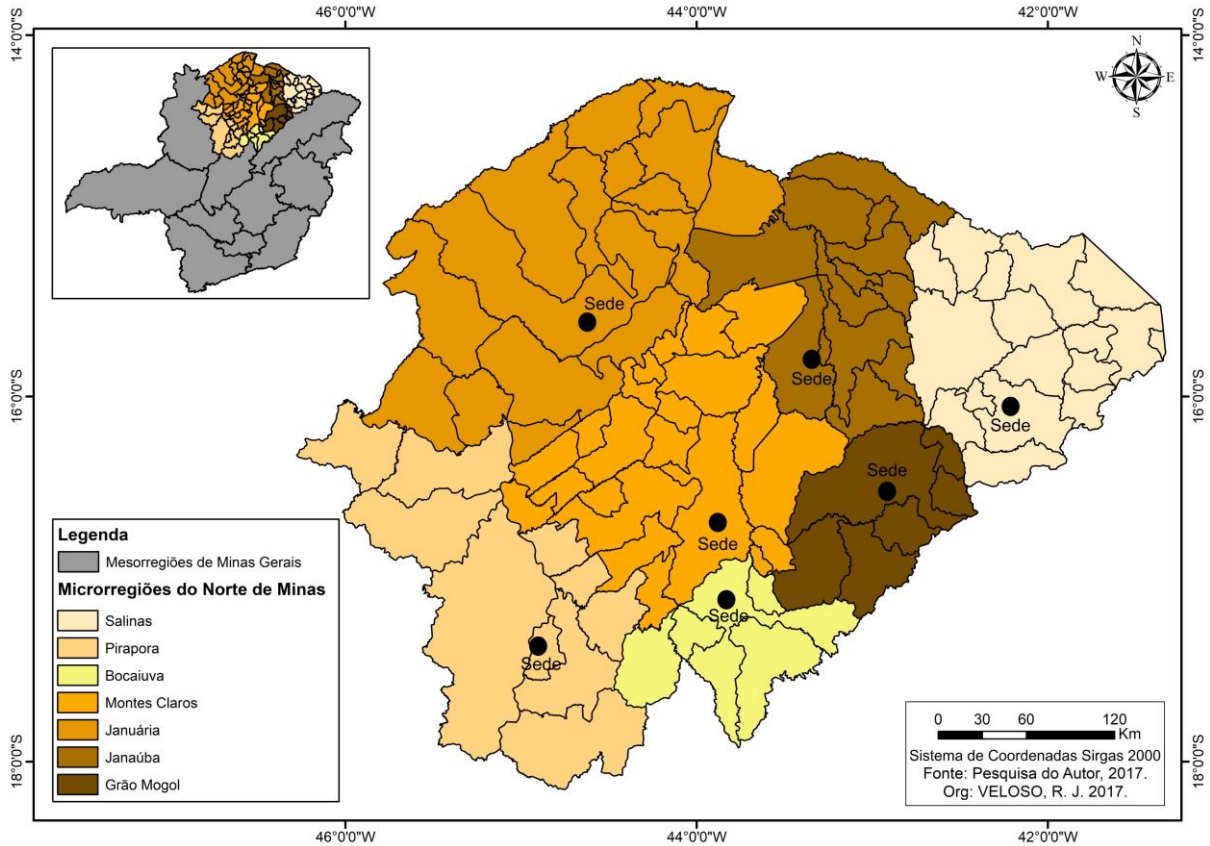 46°0'0"W
44°0'0"W
42°0'0"W
14°0'0"S
14°0'0"S
N
W
E
S
Sede
Sede
16°0'0"S
16°0'0"S
Sede
Sede
Sede
Sede
Sede
Legenda
Mesorregiões de Minas Gerais
Microrregiões do Norte de Minas
Salinas
Pirapora
Bocaiuva
Montes Claros
Januária
Janaúba
Grão Mogol
0 30 60 120
Km
Sistema de Coordenadas Sirgas 2000
Fonte: Pesquisa do Autor, 2017.
Org: VELOSO, R. J. 2017.
18°0'0"S
18°0'0"S
46°0'0"W
44°0'0"W
42°0'0"W